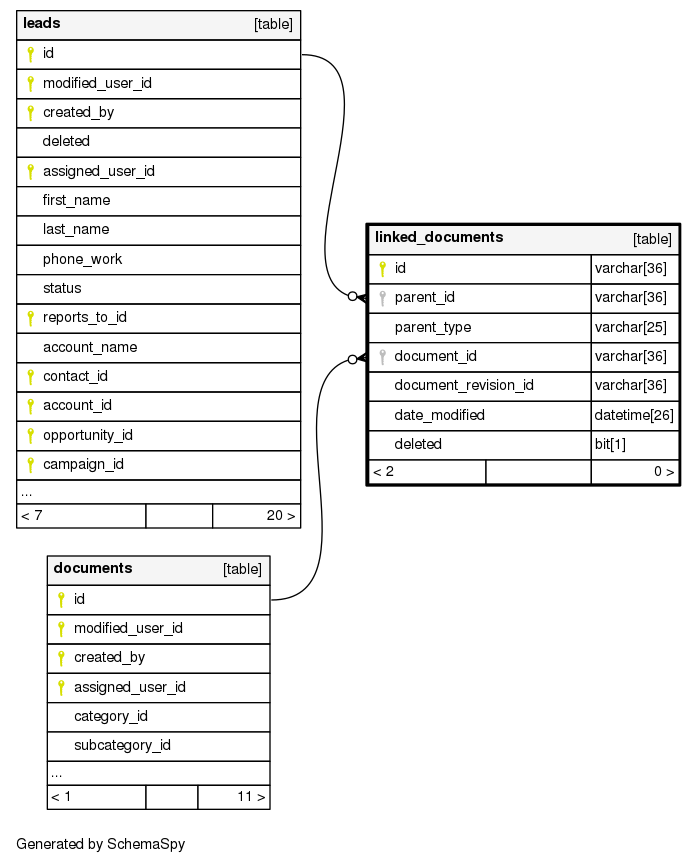 leads [table]
id
modified_user_id
created_by
deleted
assigned_user_id
first_name
last_name
phone_work
status
reports_to_id
account_name
contact_id
account_id
opportunity_id
campaign_id
...
< 7 20 >
linked_documents [table]
id varchar[36]
parent_id varchar[36]
parent_type varchar[25]
document_id varchar[36]
document_revision_id varchar[36]
date_modified datetime[26]
deleted bit[1]
< 2 0 >
documents [table]
id
modified_user_id
created_by
assigned_user_id
category_id
subcategory_id
...
< 1 11 >
Generated by SchemaSpy